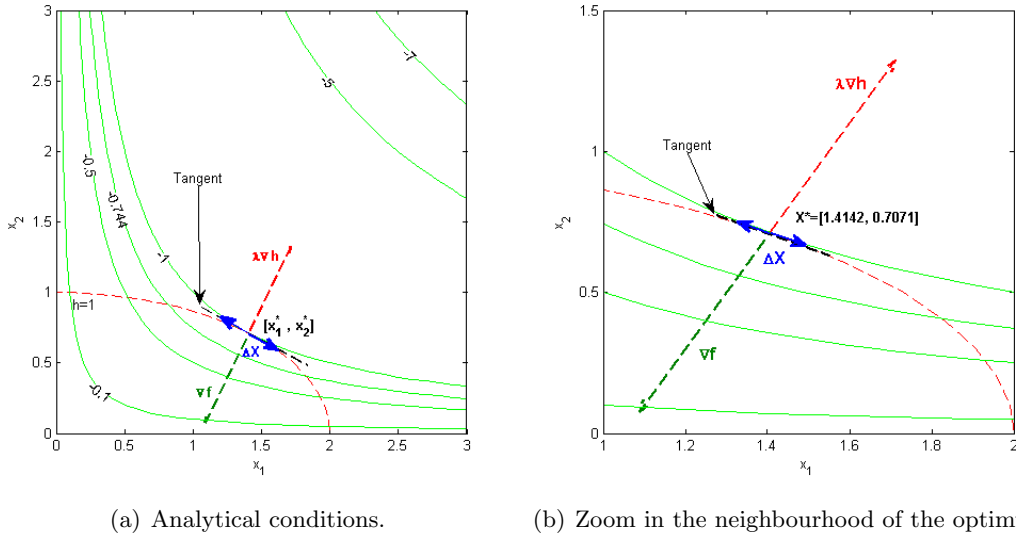 3
2.5
2
1.5
1
0.5
0
0
0.5
1
1.5
2
2.5
3
x₂
x₁
-7
-5
-0.5
-0.744
-1
-0.1
Tangent
λ∇h
h=1
[x₁*, x₂*]
ΔX
∇f
1.5
1
0.5
0
1
1.2
1.4
1.6
1.8
2
x₂
x₁
λ∇h
Tangent
X*=[1.4142, 0.7071]
ΔX
∇f
(a) Analytical conditions.
(b) Zoom in the neighbourhood of the optim